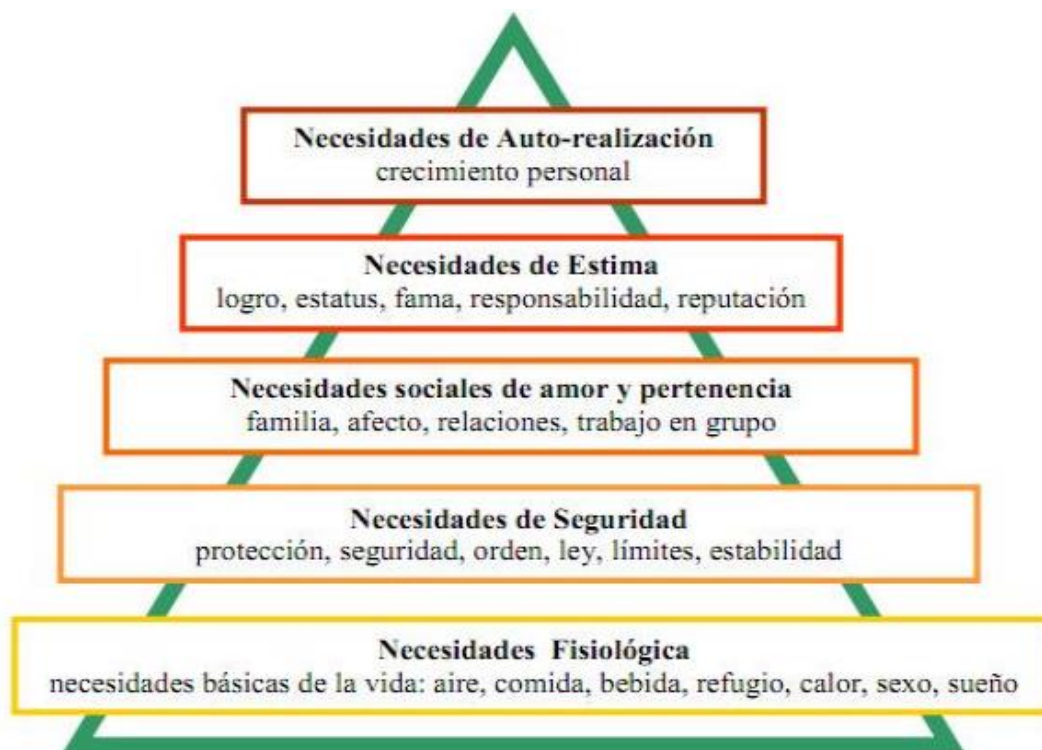 Necesidades de Auto-realización
crecimiento personal
Necesidades de Estima
logro, estatus, fama, responsabilidad, reputación
Necesidades sociales de amor y pertenencia
familia, afecto, relaciones, trabajo en grupo
Necesidades de Seguridad
protección, seguridad, orden, ley, límites, estabilidad
Necesidades Fisiológica
necesidades básicas de la vida: aire, comida, bebida, refugio, calor, sexo, sueño